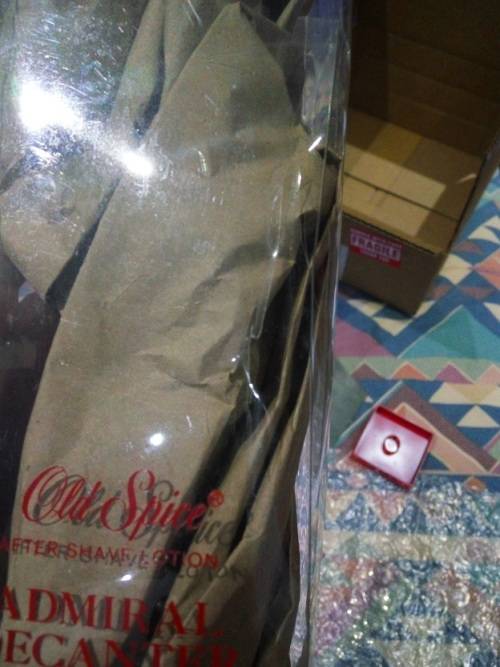 FRAGILE
Old Spice®
AFTER SHAVE LOTION
ADMIRAL
DECANTER